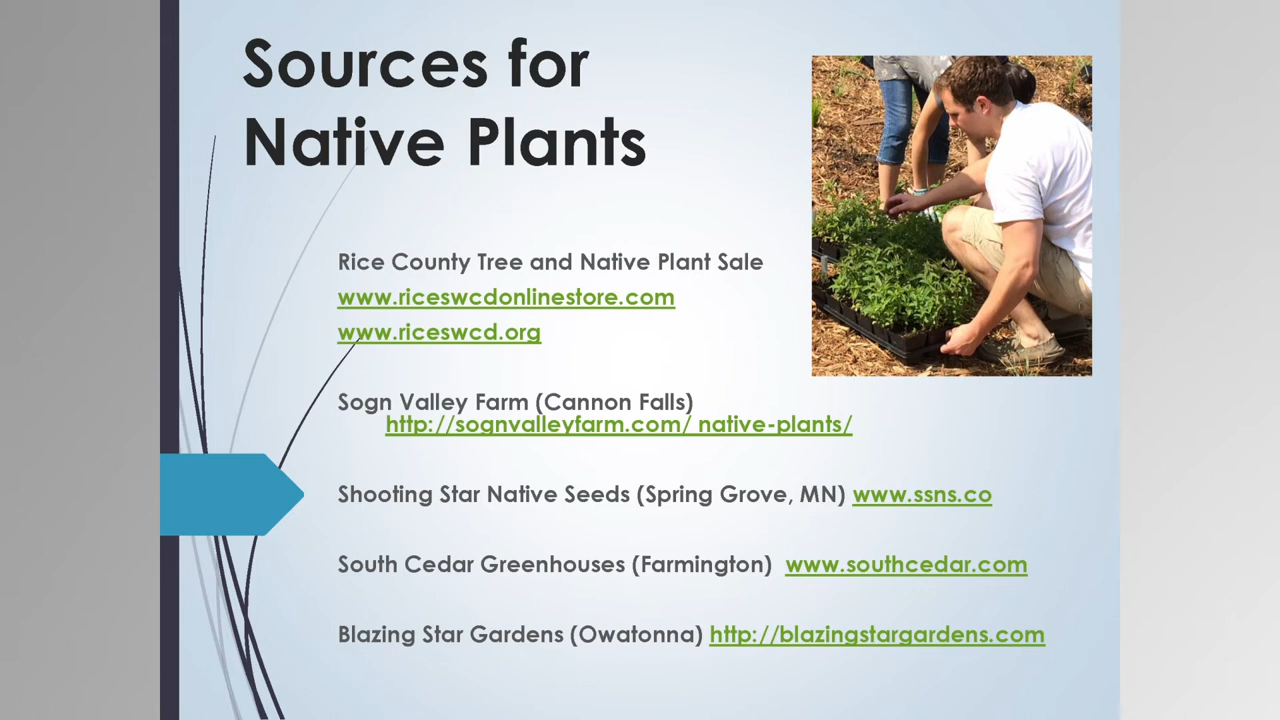 Sources for
Native Plants
Rice County Tree and Native Plant Sale
www.riceswcdonlinestore.com
www.riceswcd.org
Sogn Valley Farm (Cannon Falls)
http://sognvalleyfarm.com/ native-plants/
Shooting Star Native Seeds (Spring Grove, MN) www.ssns.co
South Cedar Greenhouses (Farmington) www.southcedar.com
Blazing Star Gardens (Owatonna) http://blazingstargardens.com